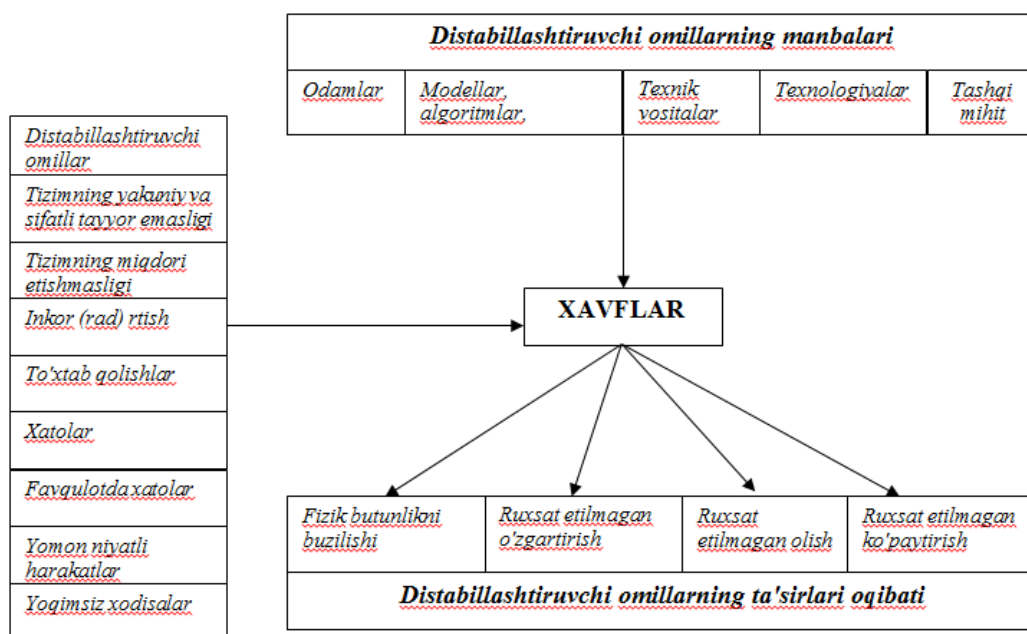 Distabillashtiruvchi omillarning manbalari
Odamlar
Modellar,
algoritmlar,
Texnik
vositalar
Texnologiyalar
Tashqi
mihit
Distabillashtiruvchi
omillar
Tizimning yakuniy va
sifatli tayyor emasligi
Tizimning miqdori
etishmasligi
Inkor (rad) rtish
To'xtab qolishlar
Xatolar
Favqulotda xatolar
Yomon niyatli
harakatlar
Yoqimsiz xodisalar
XAVFLAR
Fizik butunlikni
buzilishi
Ruxsat etilmagan
o'zgartirish
Ruxsat
etilmagan olish
Ruxsat etilmagan
ko'paytirish
Distabillashtiruvchi omillarning ta'sirlari oqibati